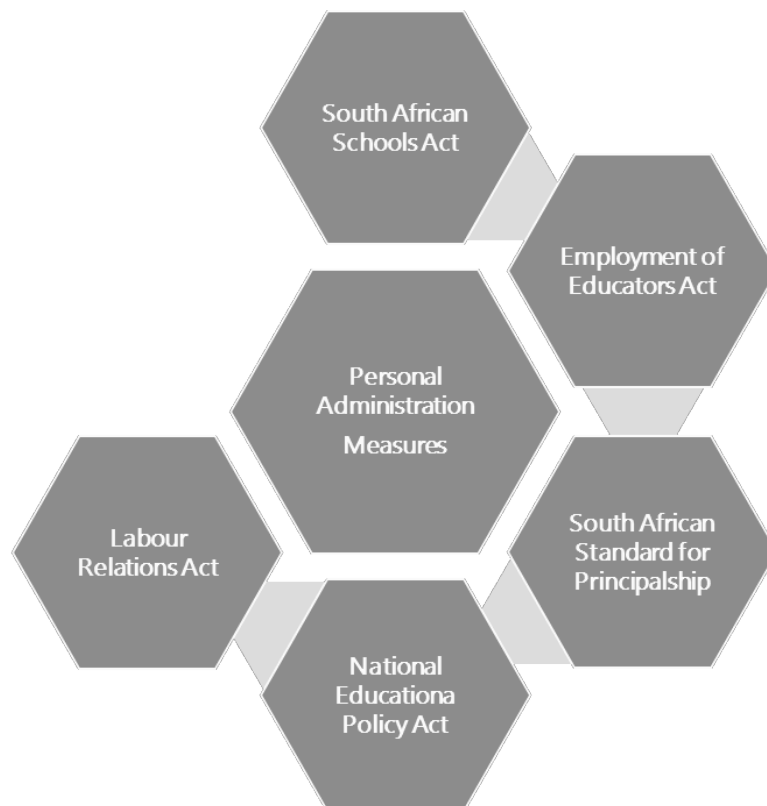 South African
Schools Act
Employment of
Educators Act
Personal
Administration
Measures
South African
Standard for
Principalship
Labour
Relations Act
National
Educationa
Policy Act